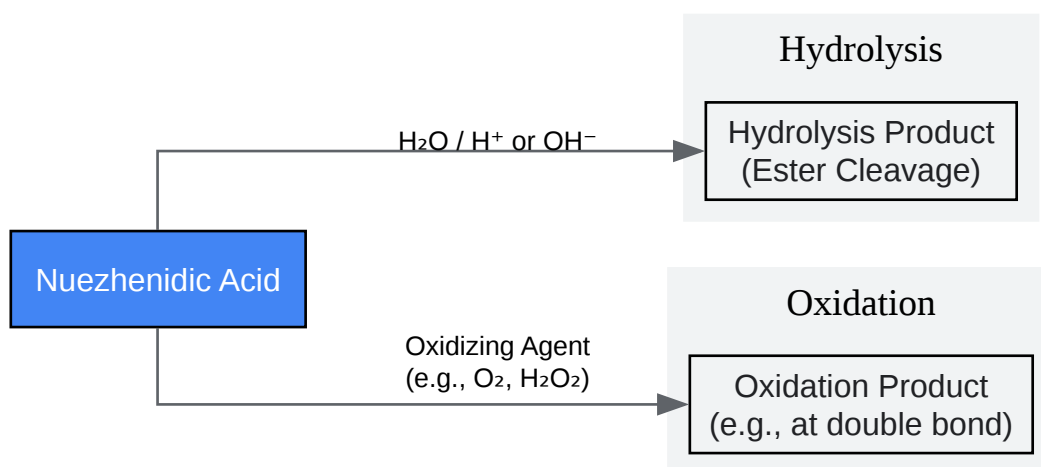 Hydrolysis
H₂O / H⁺ or OH⁻
Hydrolysis Product
(Ester Cleavage)
Nuezhenidic Acid
Oxidation
Oxidizing Agent
(e.g., O₂, H₂O₂)
Oxidation Product
(e.g., at double bond)